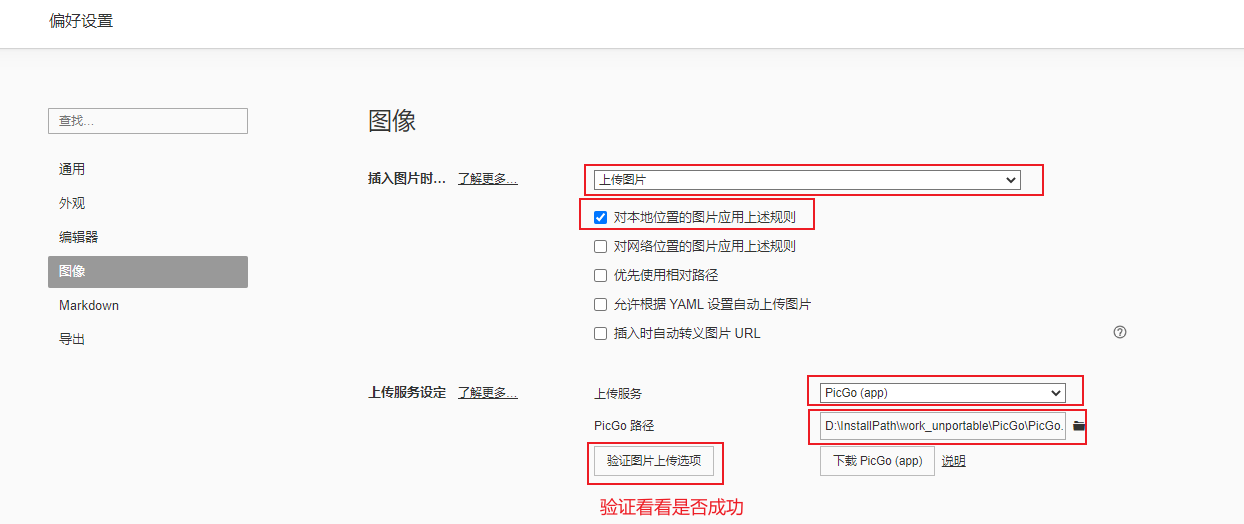 偏好设置
查找...
通用
外观
编辑器
图像
Markdown
导出
图像
插入图片时... 了解更多... 上传图片
对本地位置的图片应用上述规则
对网络位置的图片应用上述规则
优先使用相对路径
允许根据 YAML 设置自动上传图片
插入时自动转义图片 URL ?
上传服务设定 了解更多... 上传服务 PicGo (app)
PicGo 路径 D:\InstallPath\work_unportable\PicGo\PicGo.
验证图片上传选项 下载 PicGo (app) 说明
验证看看是否成功